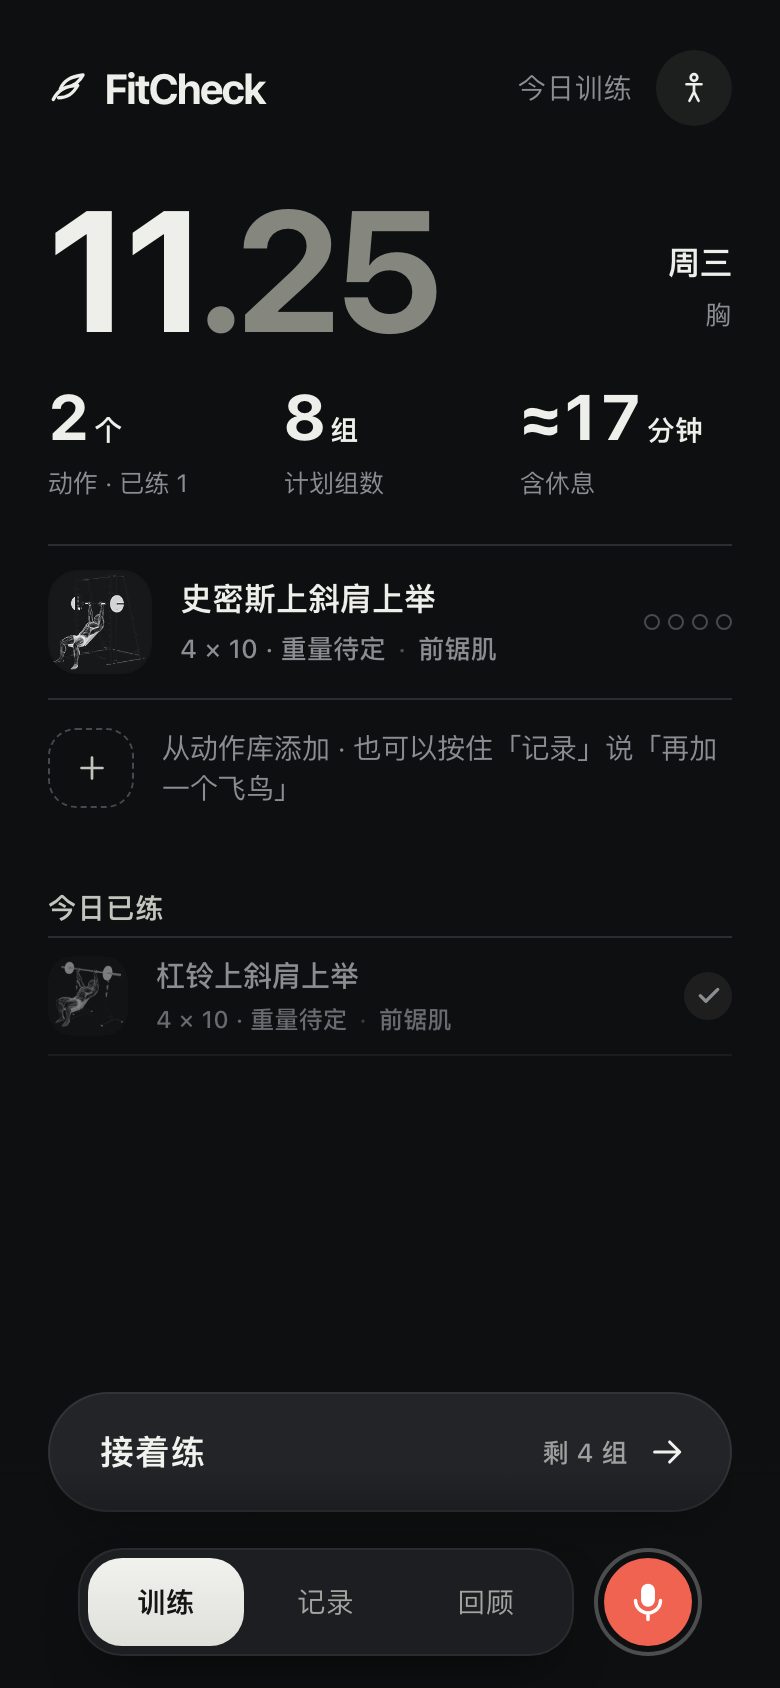 FitCheck
今日训练
11.25
周三
胸
2个
8组
≈17分钟
动作 · 已练 1
计划组数
含休息
史密斯上斜肩上举
4 × 10 · 重量待定 · 前锯肌
从动作库添加 · 也可以按住「记录」说「再加
一个飞鸟」
今日已练
杠铃上斜肩上举
4 × 10 · 重量待定 · 前锯肌
接着练
剩 4 组
训练
记录
回顾